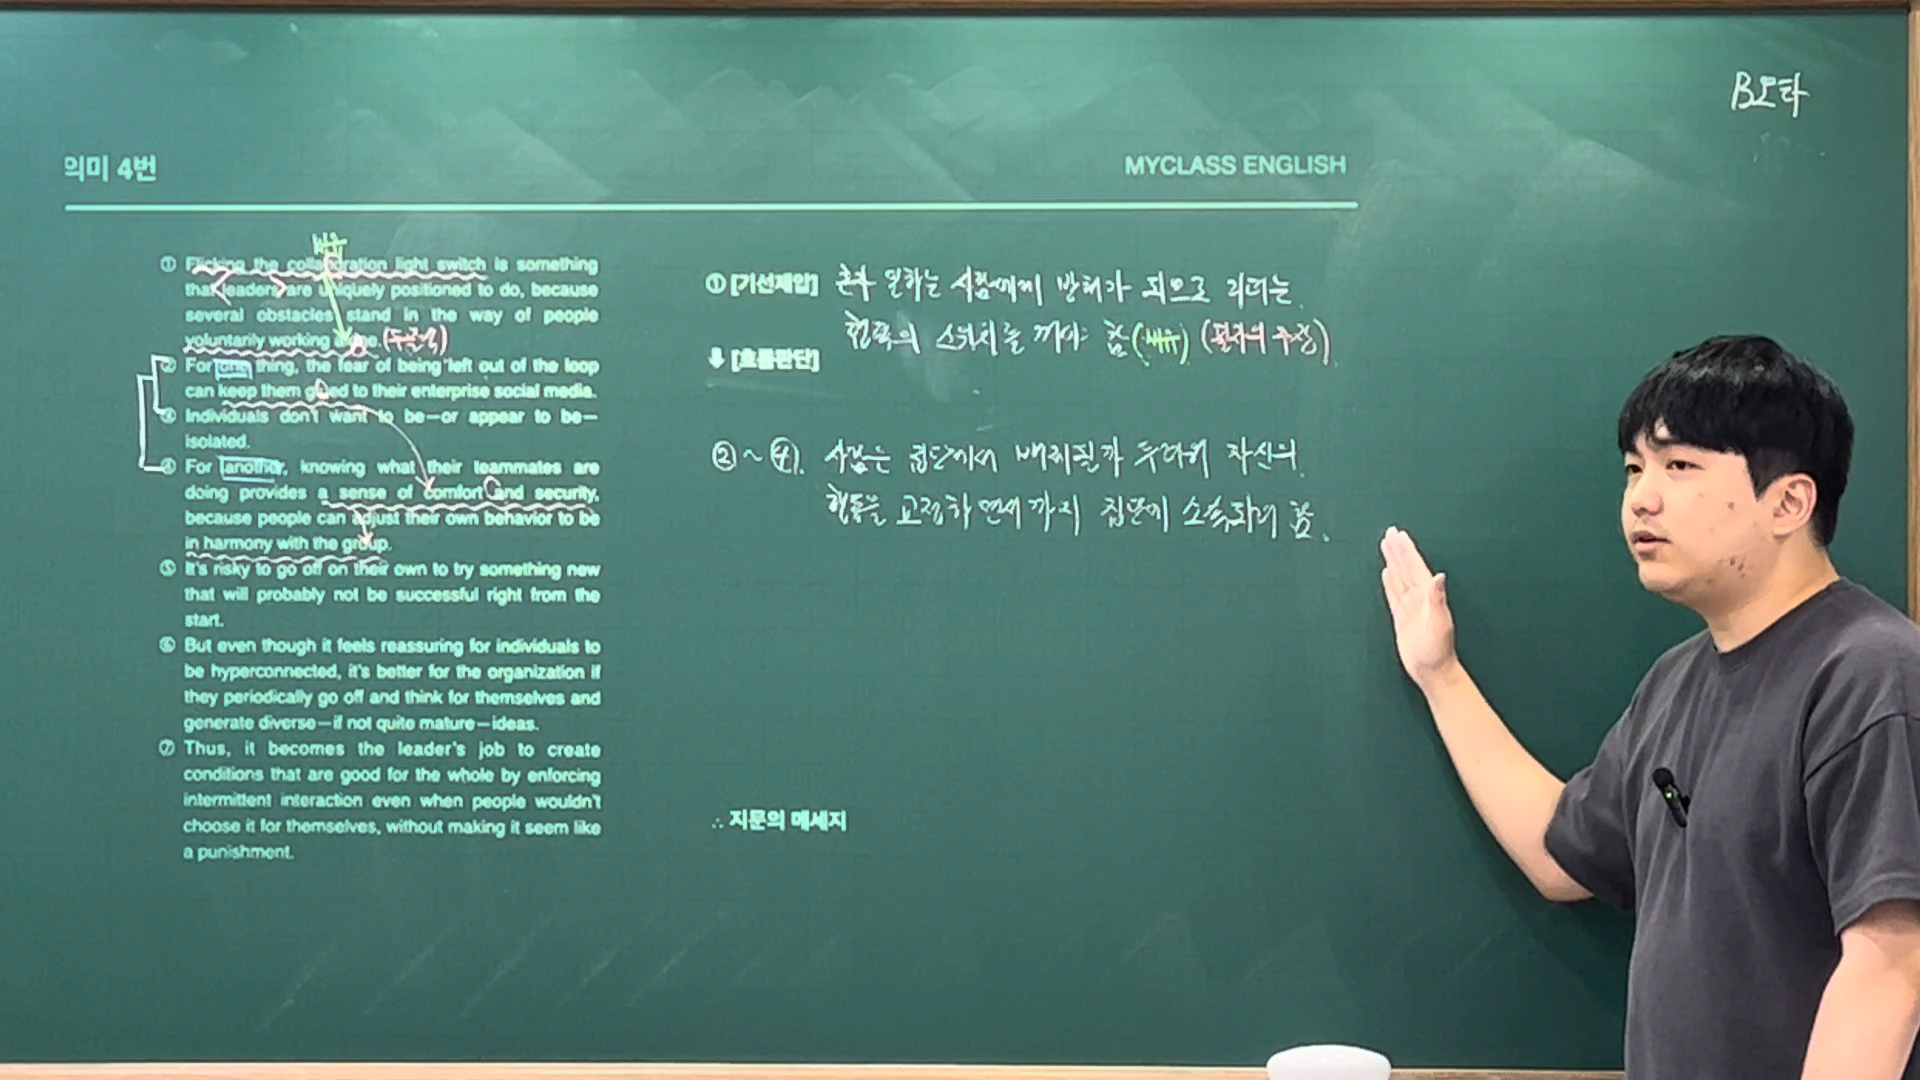 B모타
의미 4번
MYCLASS ENGLISH
비유
① Flicking the collaboration light switch is something
that leaders are uniquely positioned to do, because
several obstacles stand in the way of people
voluntarily working alone.
② For one thing, the fear of being left out of the loop
can keep them glued to their enterprise social media.
③ Individuals don't want to be—or appear to be—
isolated.
④ For another, knowing what their teammates are
doing provides a sense of comfort and security,
because people can adjust their own behavior to be
in harmony with the group.
⑤ It's risky to go off on their own to try something new
that will probably not be successful right from the
start.
⑥ But even though it feels reassuring for individuals to
be hyperconnected, it's better for the organization if
they periodically go off and think for themselves and
generate diverse—if not quite mature—ideas.
⑦ Thus, it becomes the leader's job to create
conditions that are good for the whole by enforcing
intermittent interaction even when people wouldn't
choose it for themselves, without making it seem like
a punishment.
① [기선제압] 혼자 일하는 사람에게 방해가 되므로 리더는
협력의 스위치를 꺼야 함 (비유) (필자의 주장)
↓ [흐름판단]
②~④. 사람은 집단에서 배제될까 두려워 자신의
행동을 교정하면서까지 집단에 소속되려 함.
∴ 지문의 메세지